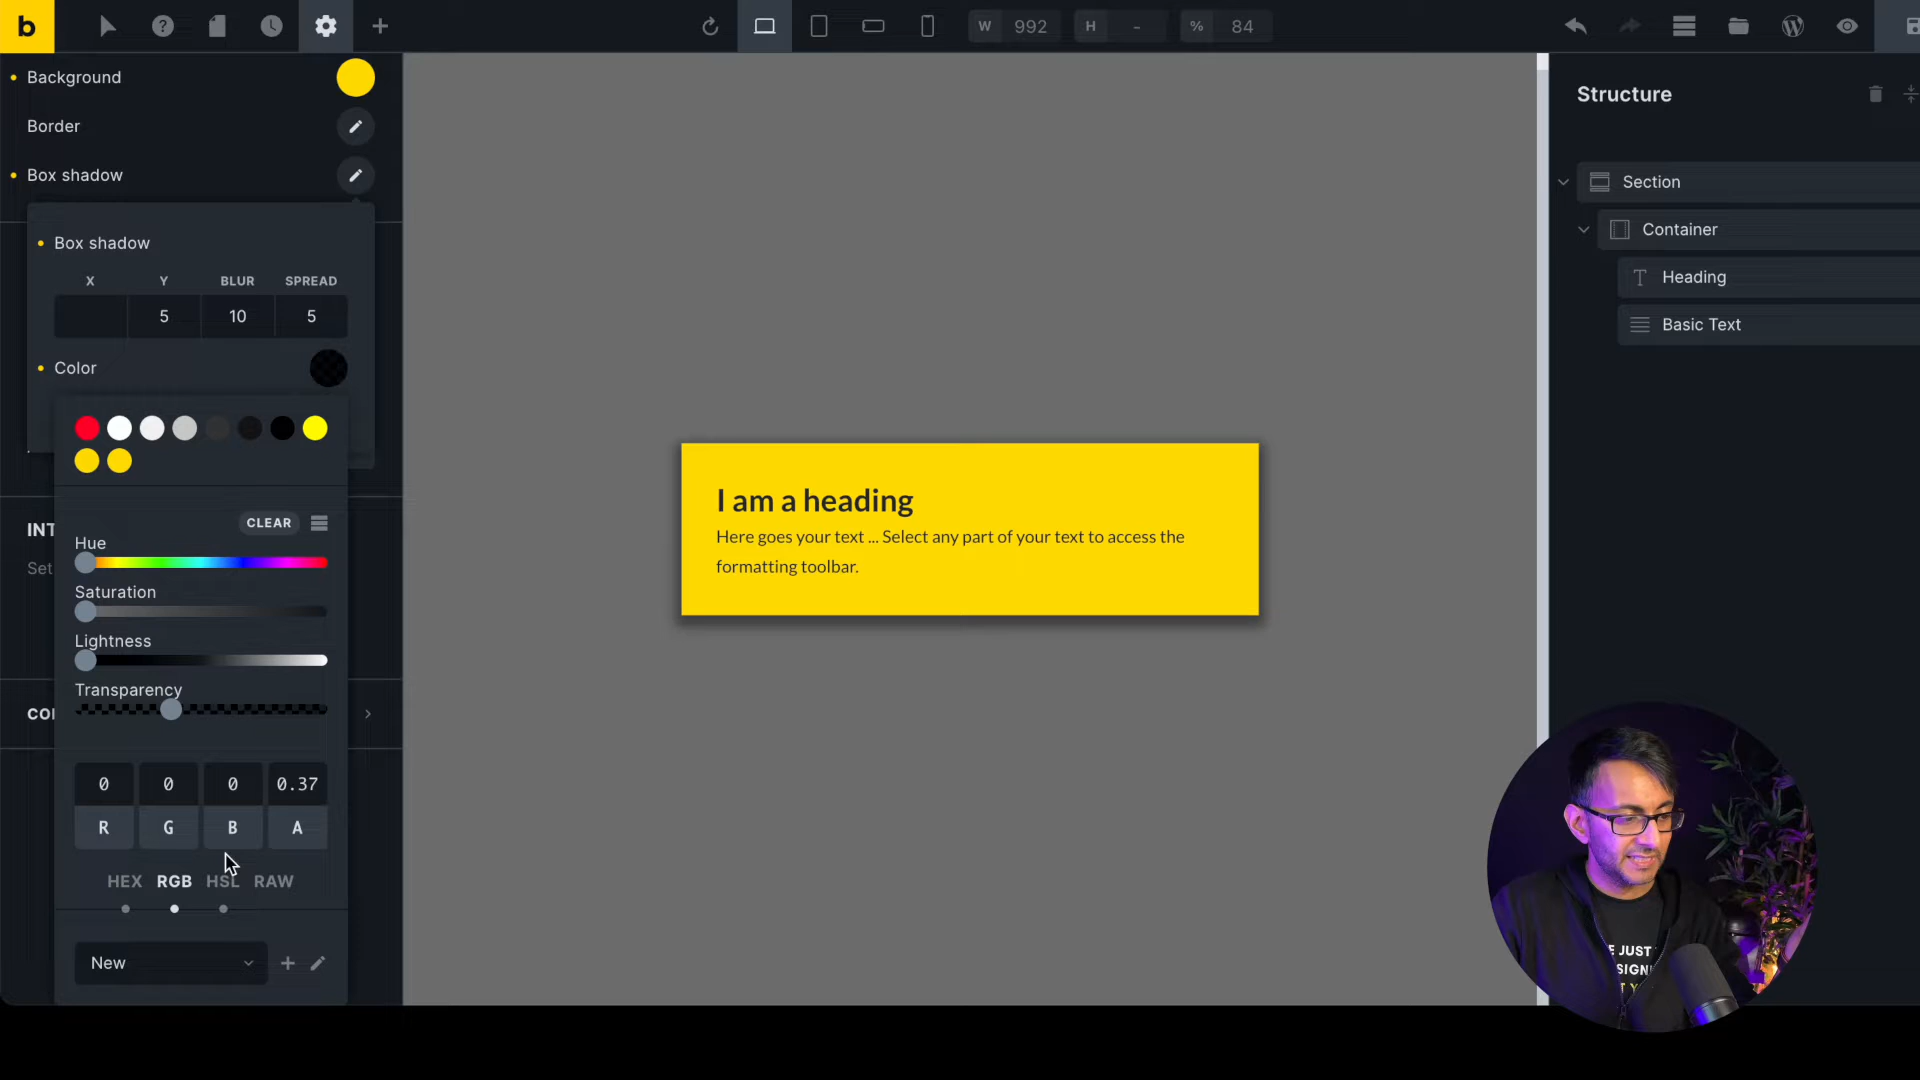 b
W 992 H - % 84
Background
Border
Box shadow
Box shadow
X Y BLUR SPREAD
5 10 5
Color
CLEAR
Hue
Saturation
Lightness
Transparency
0 0 0 0.37
R G B A
HEX RGB HSL RAW
New
INT
Set
COI
I am a heading
Here goes your text ... Select any part of your text to access the
formatting toolbar.
Structure
Section
Container
Heading
Basic Text
E JUST
SIGN